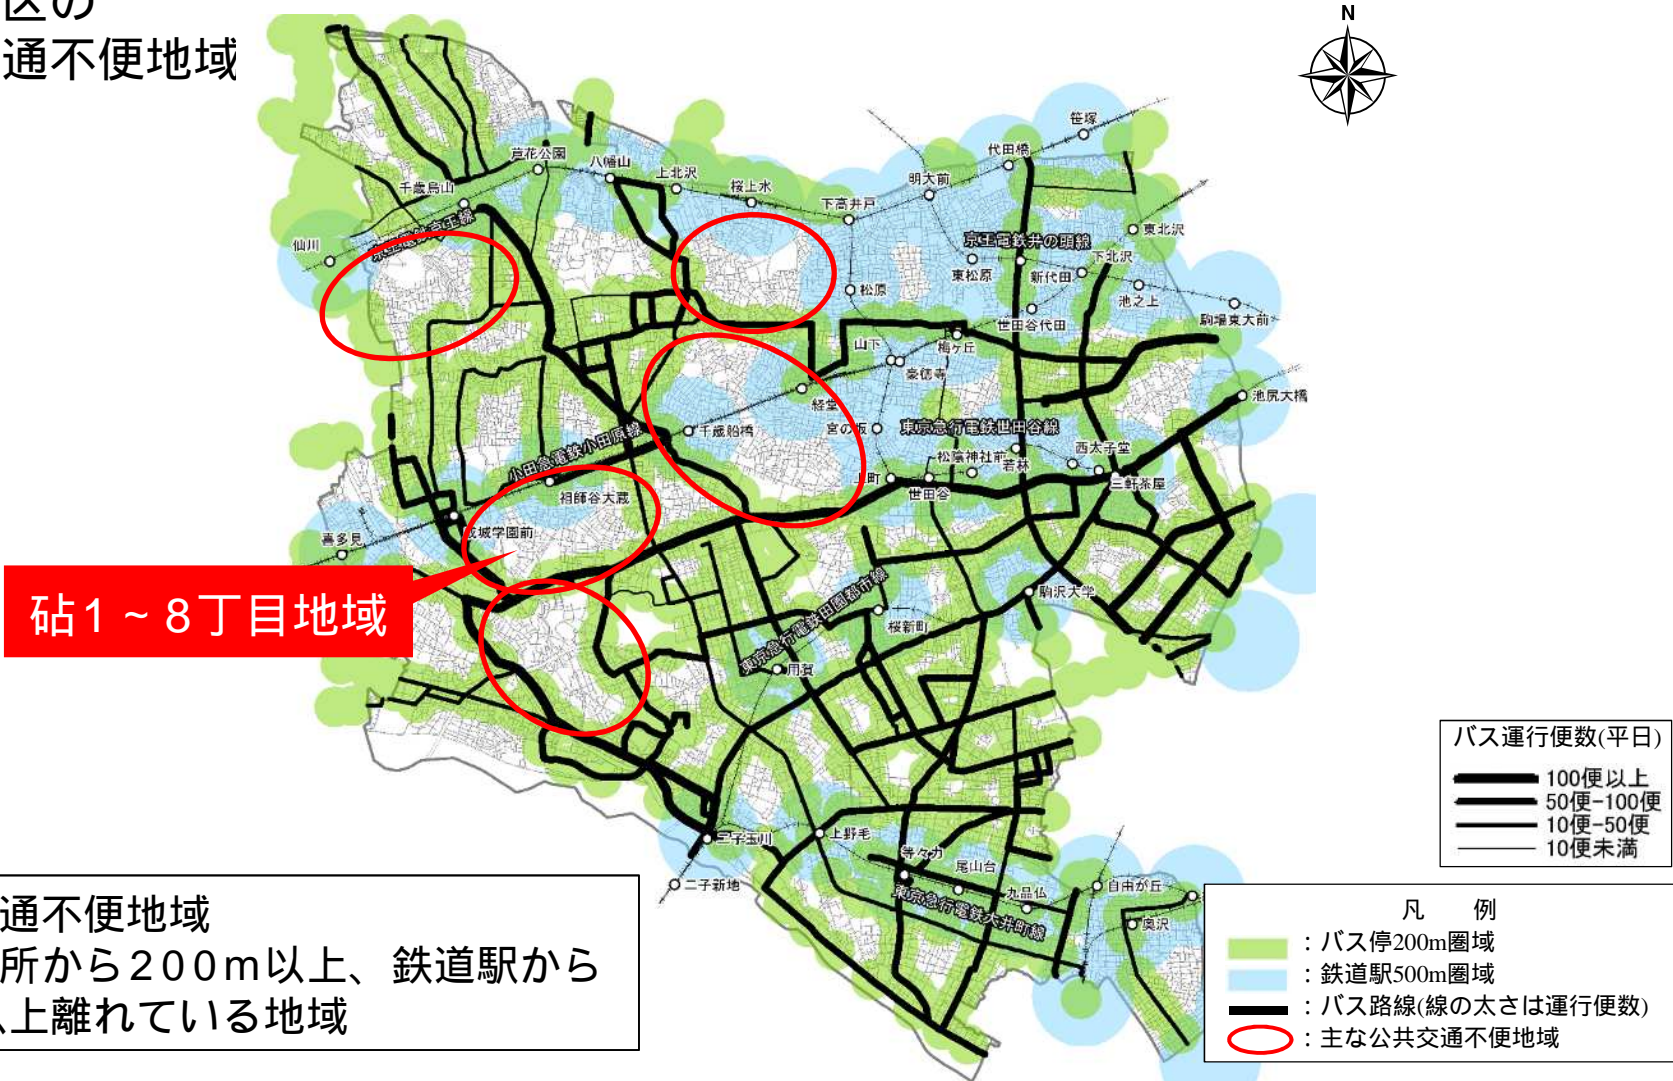 区の
通不便地域
N
笹塚
代田橋
芦花公園
八幡山
上北沢
千歳烏山
桜上水
明大前
下高井戸
仙川
京王電鉄京王線
東北沢
京王電鉄井の頭線
下北沢
東松原
新代田
松原
池之上
世田谷代田
駒場東大前
山下
梅ヶ丘
豪徳寺
経堂
池尻大橋
千歳船橋
宮の坂
東京急行電鉄世田谷線
小田急電鉄小田原線
西太子堂
松陰神社前
若林
上町
三軒茶屋
祖師谷大蔵
世田谷
成城学園前
喜多見
砧1～8丁目地域
駒沢大学
東京急行電鉄田園都市線
桜新町
用賀
バス運行便数(平日)
100便以上
50便-100便
10便-50便
10便未満
二子玉川
上野毛
等々力
尾山台
二子新地
九品仏
自由が丘
東京急行電鉄大井町線
奥沢
通不便地域
所から200m以上、鉄道駅から
上離れている地域
凡　例
：バス停200m圏域
：鉄道駅500m圏域
：バス路線(線の太さは運行便数)
：主な公共交通不便地域